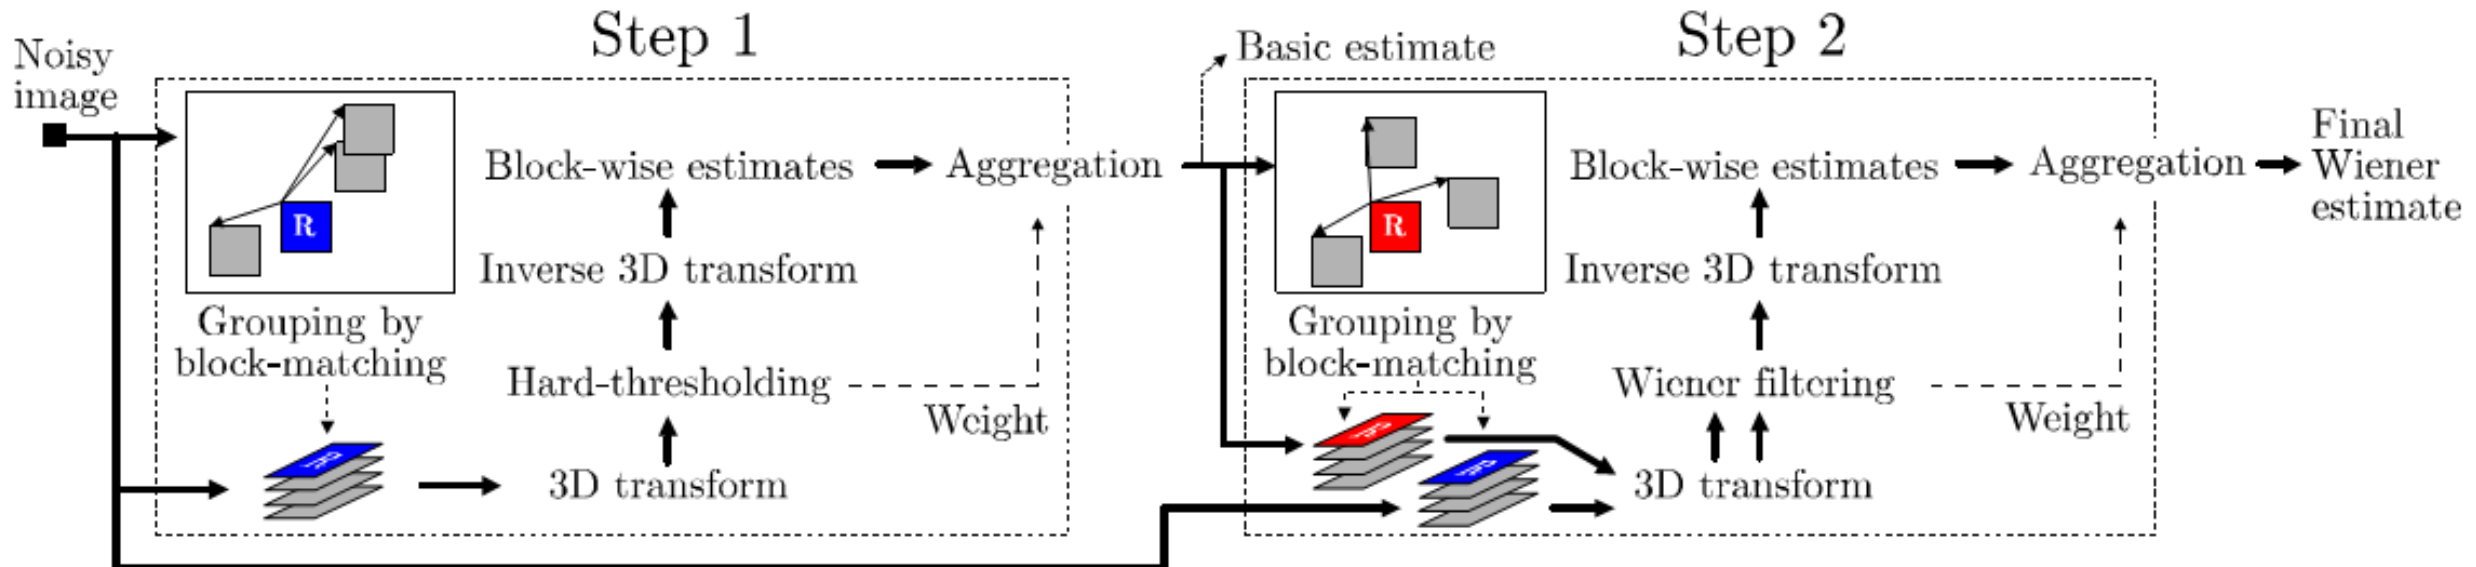 Step 1
Step 2
Noisy
image
Basic estimate
R
Block-wise estimates
Aggregation
Inverse 3D transform
Grouping by
block-matching
Hard-thresholding
Weight
R
3D transform
R
Block-wise estimates
Aggregation
Final
Wiener
estimate
Inverse 3D transform
Grouping by
block-matching
Wiener filtering
Weight
R
R
3D transform